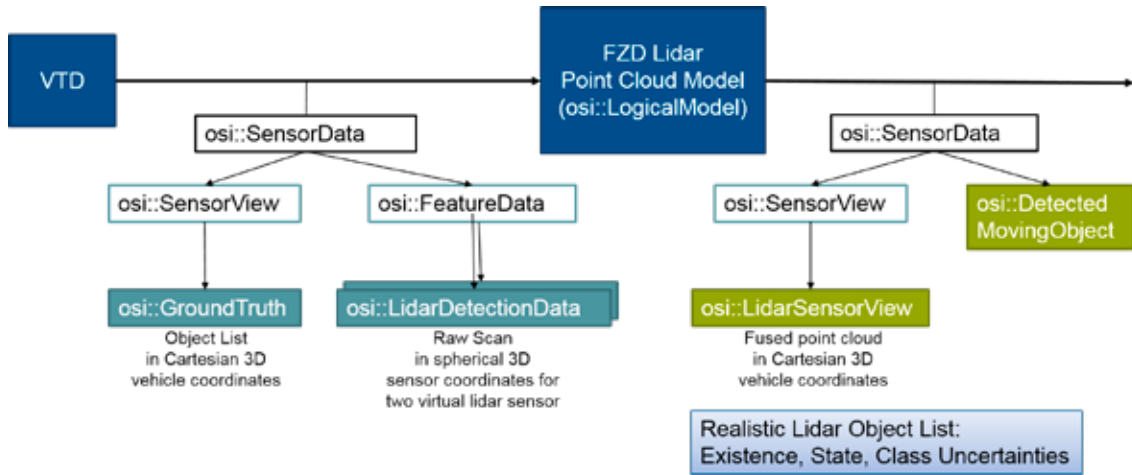 VTD
FZD Lidar
Point Cloud Model
(osi::LogicalModel)
osi::SensorData
osi::SensorView
osi::FeatureData
osi::GroundTruth
Object List
in Cartesian 3D
vehicle coordinates
osi::LidarDetectionData
Raw Scan
in spherical 3D
sensor coordinates for
two virtual lidar sensor
osi::SensorData
osi::SensorView
osi::Detected
MovingObject
osi::LidarSensorView
Fused point cloud
in Cartesian 3D
vehicle coordinates
Realistic Lidar Object List:
Existence, State, Class Uncertainties